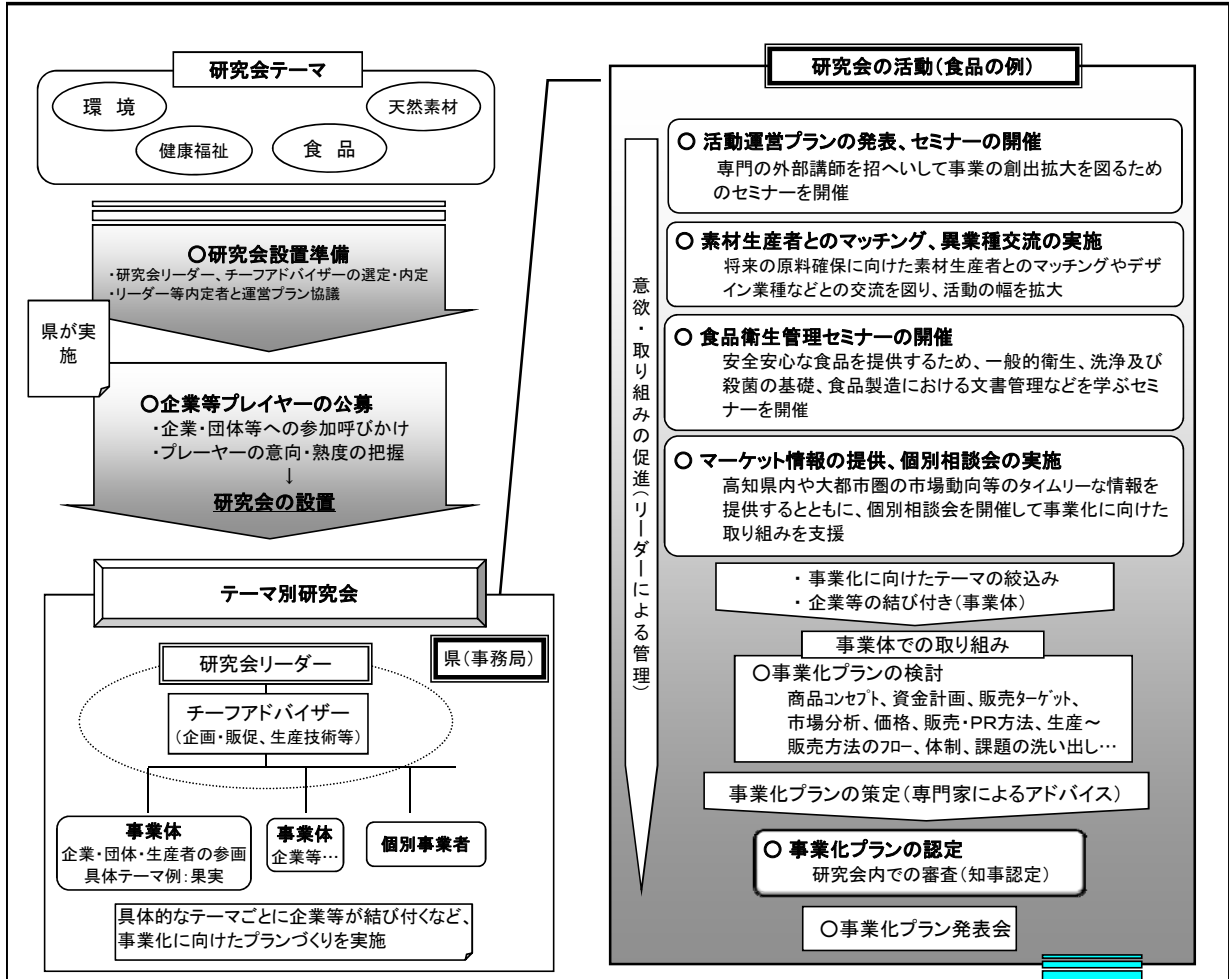 研究会テーマ
環 境
天然素材
健康福祉
食 品
〇研究会設置準備
・研究会リーダー、チーフアドバイザーの選定・内定
・リーダー等内定者と運営プラン協議
県が実
施
〇企業等プレイヤーの公募
・企業・団体等への参加呼びかけ
・プレーヤーの意向・熟度の把握
↓
研究会の設置
テーマ別研究会
研究会リーダー
県(事務局)
チーフアドバイザー
(企画・販促、生産技術等)
事業体
企業・団体・生産者の参画
具体テーマ例:果実
事業体
企業等…
個別事業者
具体的なテーマごとに企業等が結び付くなど、
事業化に向けたプランづくりを実施
研究会の活動(食品の例)
意欲・取り組みの促進(リーダーによる管理)
〇 活動運営プランの発表、セミナーの開催
専門の外部講師を招へいして事業の創出拡大を図るため
のセミナーを開催
〇 素材生産者とのマッチング、異業種交流の実施
将来の原料確保に向けた素材生産者とのマッチングやデザ
イン業種などとの交流を図り、活動の幅を拡大
〇 食品衛生管理セミナーの開催
安全安心な食品を提供するため、一般的衛生、洗浄及び
殺菌の基礎、食品製造における文書管理などを学ぶセミ
ナーを開催
〇 マーケット情報の提供、個別相談会の実施
高知県内や大都市圏の市場動向等のタイムリーな情報を
提供するとともに、個別相談会を開催して事業化に向けた
取り組みを支援
・ 事業化に向けたテーマの絞込み
・ 企業等の結び付き(事業体)
事業体での取り組み
〇事業化プランの検討
商品ｺﾝｾﾌﾟﾄ、資金計画、販売ﾀｰｹﾞｯﾄ、
市場分析、価格、販売・PR方法、生産～
販売方法のﾌﾛｰ、体制、課題の洗い出し…
事業化プランの策定(専門家によるアドバイス)
〇 事業化プランの認定
研究会内での審査(知事認定)
〇事業化プラン発表会